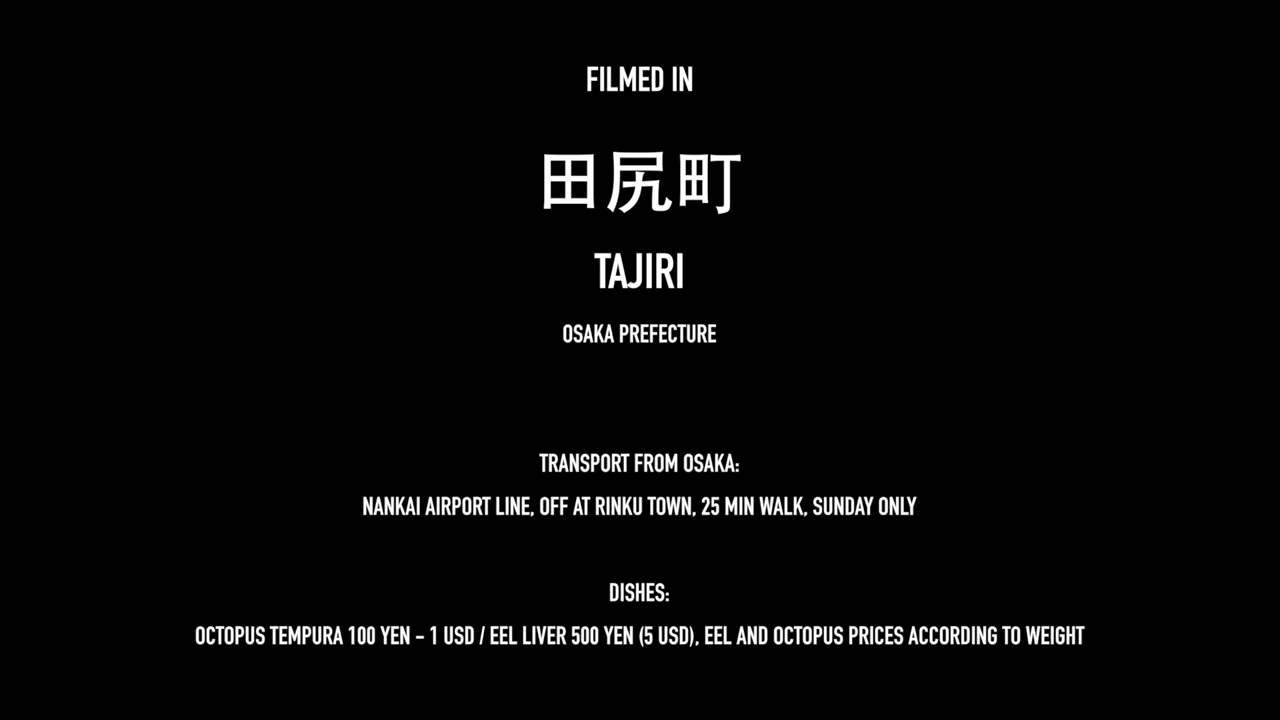 FILMED IN
田尻町
TAJIRI
OSAKA PREFECTURE
TRANSPORT FROM OSAKA:
NANKAI AIRPORT LINE, OFF AT RINKU TOWN, 25 MIN WALK, SUNDAY ONLY
DISHES:
OCTOPUS TEMPURA 100 YEN - 1 USD / EEL LIVER 500 YEN (5 USD), EEL AND OCTOPUS PRICES ACCORDING TO WEIGHT